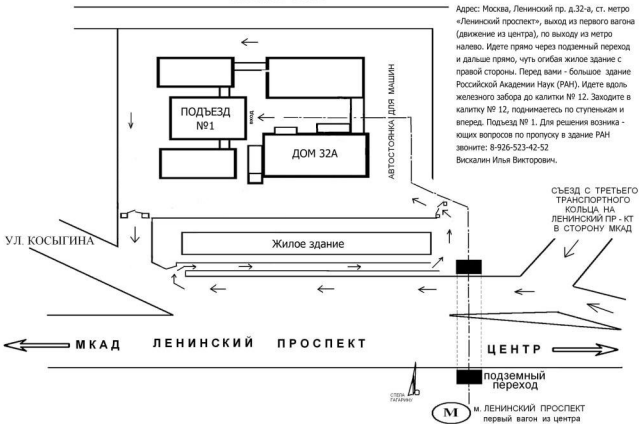 Адрес: Москва, Ленинский пр. д.32-а, ст. метро
«Ленинский проспект», выход из первого вагона
(движение из центра), по выходу из метро
налево. Идете прямо через подземный переход
и дальше прямо, чуть огибая жилое здание с
правой стороны. Перед вами - большое здание
Российской Академии Наук (РАН). Идете вдоль
железного забора до калитки № 12. Заходите в
калитку № 12, поднимаетесь по ступенькам и
вперед. Подъезд № 1. Для решения возника -
ющих вопросов по пропуску в здание РАН
звоните: 8-926-523-42-52
Вискалин Илья Викторович.
ПОДЪЕЗД
№1
ВХОД
ДОМ 32А
АВТОСТОЯНКА ДЛЯ МАШИН
СЪЕЗД С ТРЕТЬЕГО
ТРАНСПОРТНОГО
КОЛЬЦА НА
ЛЕНИНСКИЙ ПР - КТ
В СТОРОНУ МКАД
УЛ. КОСЫГИНА
Жилое здание
МКАД ЛЕНИНСКИЙ ПРОСПЕКТ ЦЕНТР
подземный
переход
СТЕЛА
ГАГАРИНУ
М
м. ЛЕНИНСКИЙ ПРОСПЕКТ
первый вагон из центра